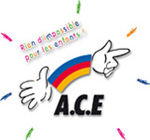 Rien d'impossible
pour les enfants !
A.C.E